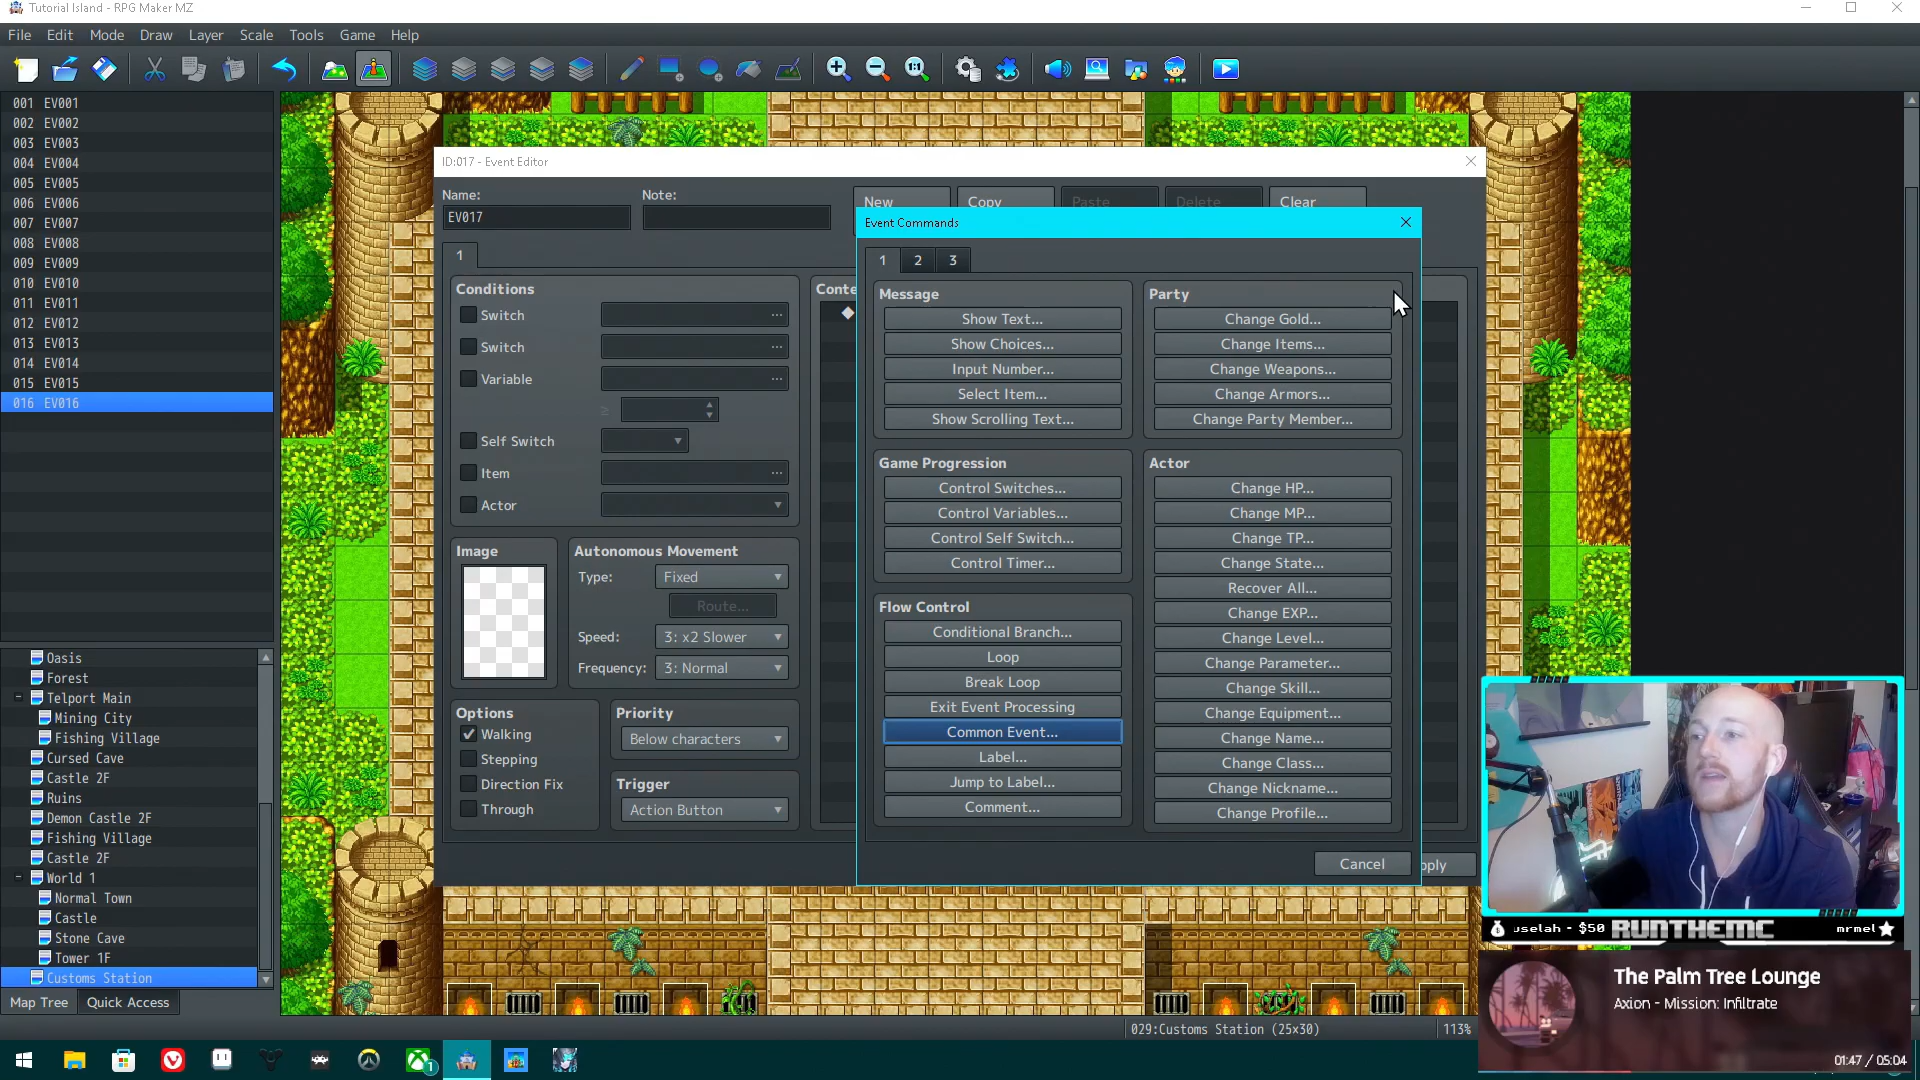 Tutorial Island - RPG Maker MZ
File Edit Mode Draw Layer Scale Tools Game Help
001 EV001
002 EV002
003 EV003
004 EV004
005 EV005
006 EV006
007 EV007
008 EV008
009 EV009
010 EV010
011 EV011
012 EV012
013 EV013
014 EV014
015 EV015
016 EV016
Oasis
Forest
Telport Main
Mining City
Fishing Village
Cursed Cave
Castle 2F
Ruins
Demon Castle 2F
Fishing Village
Castle 2F
World 1
Normal Town
Castle
Stone Cave
Tower 1F
Customs Station
Map Tree Quick Access
ID:017 - Event Editor
Name: Note:
EV017
New Copy Paste Delete Clear
1
Conditions
Switch
Switch
Variable
≥
Self Switch
Item
Actor
Image
Autonomous Movement
Type: Fixed
Route...
Speed: 3: x2 Slower
Frequency: 3: Normal
Options
Walking
Stepping
Direction Fix
Through
Priority
Below characters
Trigger
Action Button
Conte
Event Commands
1 2 3
Message
Show Text...
Show Choices...
Input Number...
Select Item...
Show Scrolling Text...
Game Progression
Control Switches...
Control Variables...
Control Self Switch...
Control Timer...
Flow Control
Conditional Branch...
Loop
Break Loop
Exit Event Processing
Common Event...
Label...
Jump to Label...
Comment...
Party
Change Gold...
Change Items...
Change Weapons...
Change Armors...
Change Party Member...
Actor
Change HP...
Change MP...
Change TP...
Change State...
Recover All...
Change EXP...
Change Level...
Change Parameter...
Change Skill...
Change Equipment...
Change Name...
Change Class...
Change Nickname...
Change Profile...
Cancel
pply
029:Customs Station (25x30) 113%
uselah - $50 RUNTHEMC mrmel
The Palm Tree Lounge
Axion - Mission: Infiltrate
01:47 / 05:04
1:1
1